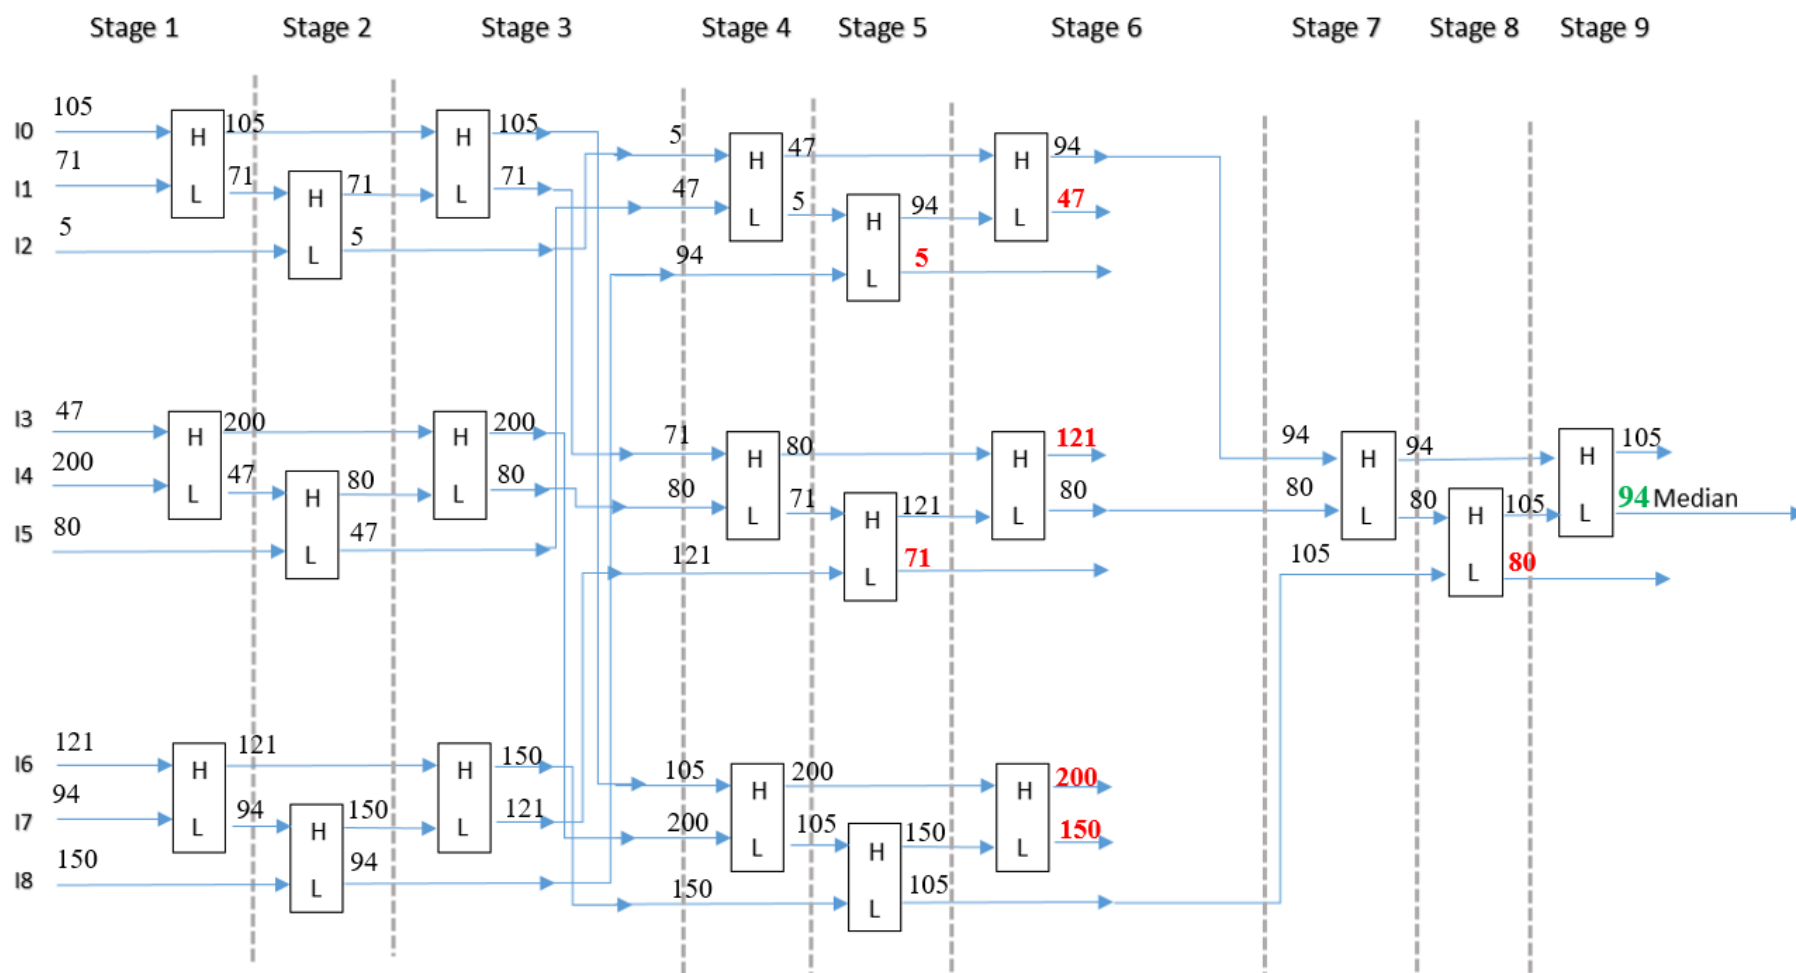 Stage 1 Stage 2 Stage 3 Stage 4 Stage 5 Stage 6 Stage 7 Stage 8 Stage 9
105 5 47 94
I0 H 105 H 105 H H
71 47 47
I1 L 71 H 71 L 71 L 5 H 94 L
5 L 5 94 L 5
I2
I3 47 H 200 H 200 71 H 80 H 121 94 H 94 H 105
I4 200 L 47 H 80 L 80 80 L 71 H 121 L 80 80 L 80 H 105 L 94 Median
I5 80 L 47 121 L 71 105 L 80
I6 121 H 121 H 150 105 H 200 H 200
I7 94 L 94 H 150 L 121 200 L 105 H 150 L 150
I8 150 L 94 150 L 105